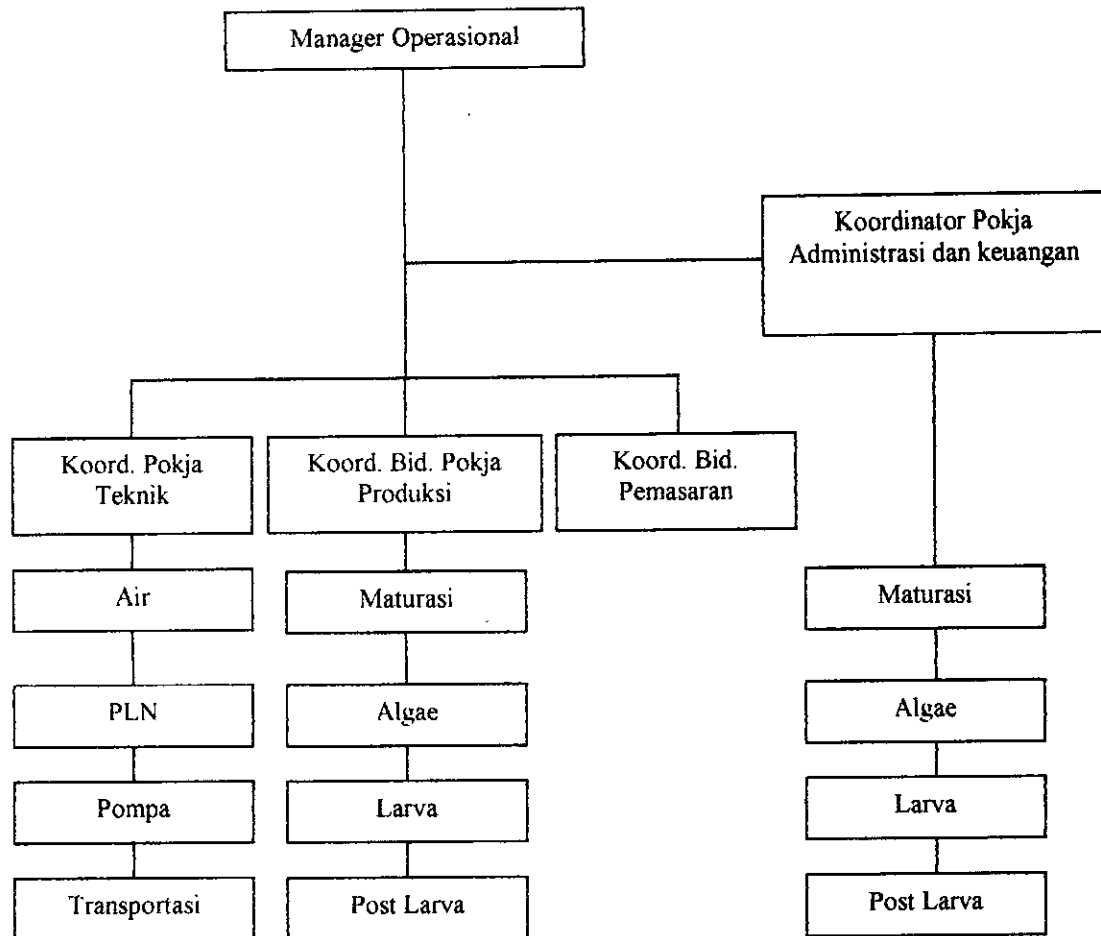 Manager Operasional
Koordinator Pokja
Administrasi dan keuangan
Koord. Pokja
Teknik
Koord. Bid. Pokja
Produksi
Koord. Bid.
Pemasaran
Air
Maturasi
Maturasi
PLN
Algae
Algae
Pompa
Larva
Larva
Transportasi
Post Larva
Post Larva